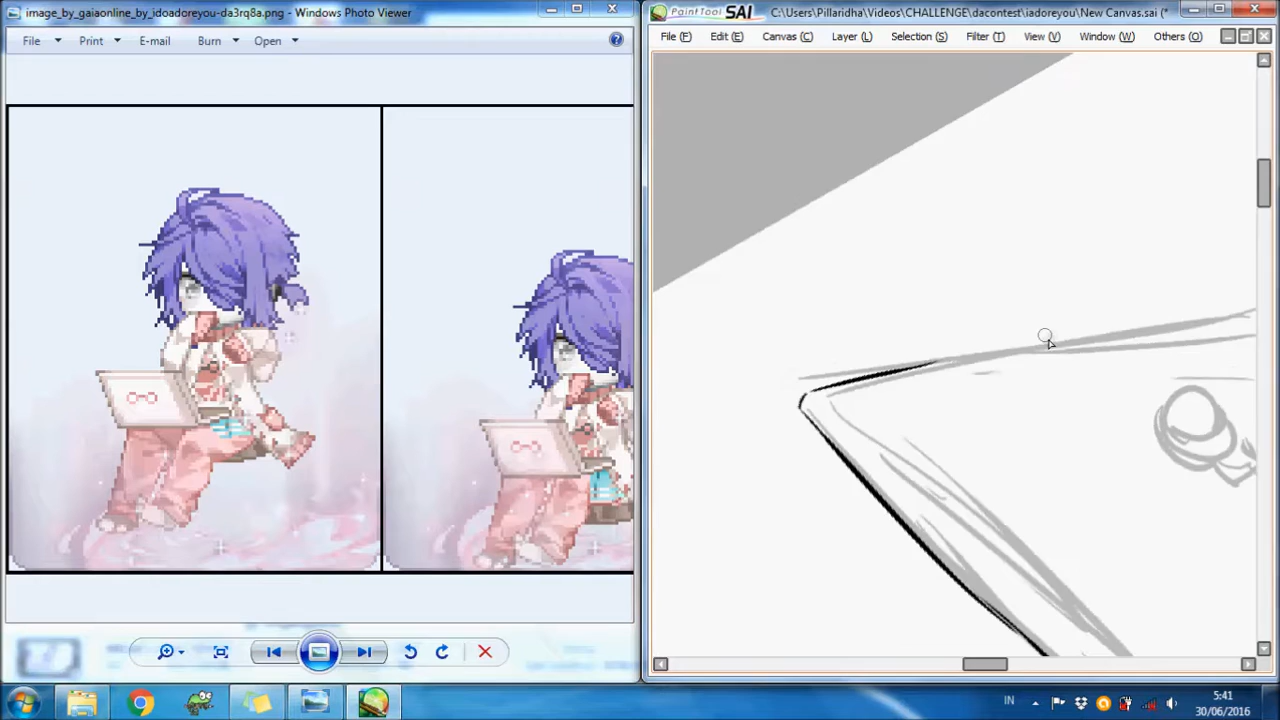 image_by_gaiaonline_by_idoadoreyou-da3rq8a.png - Windows Photo Viewer
File Print E-mail Burn Open
PaintTool SAI C:\Users\Pillaridha\Videos\CHALLENGE\dacontest\iadoreyou\New Canvas.sai (*
File (F) Edit (E) Canvas (C) Layer (L) Selection (S) Filter (T) View (V) Window (W) Others (O)
IN 5:41
30/06/2016